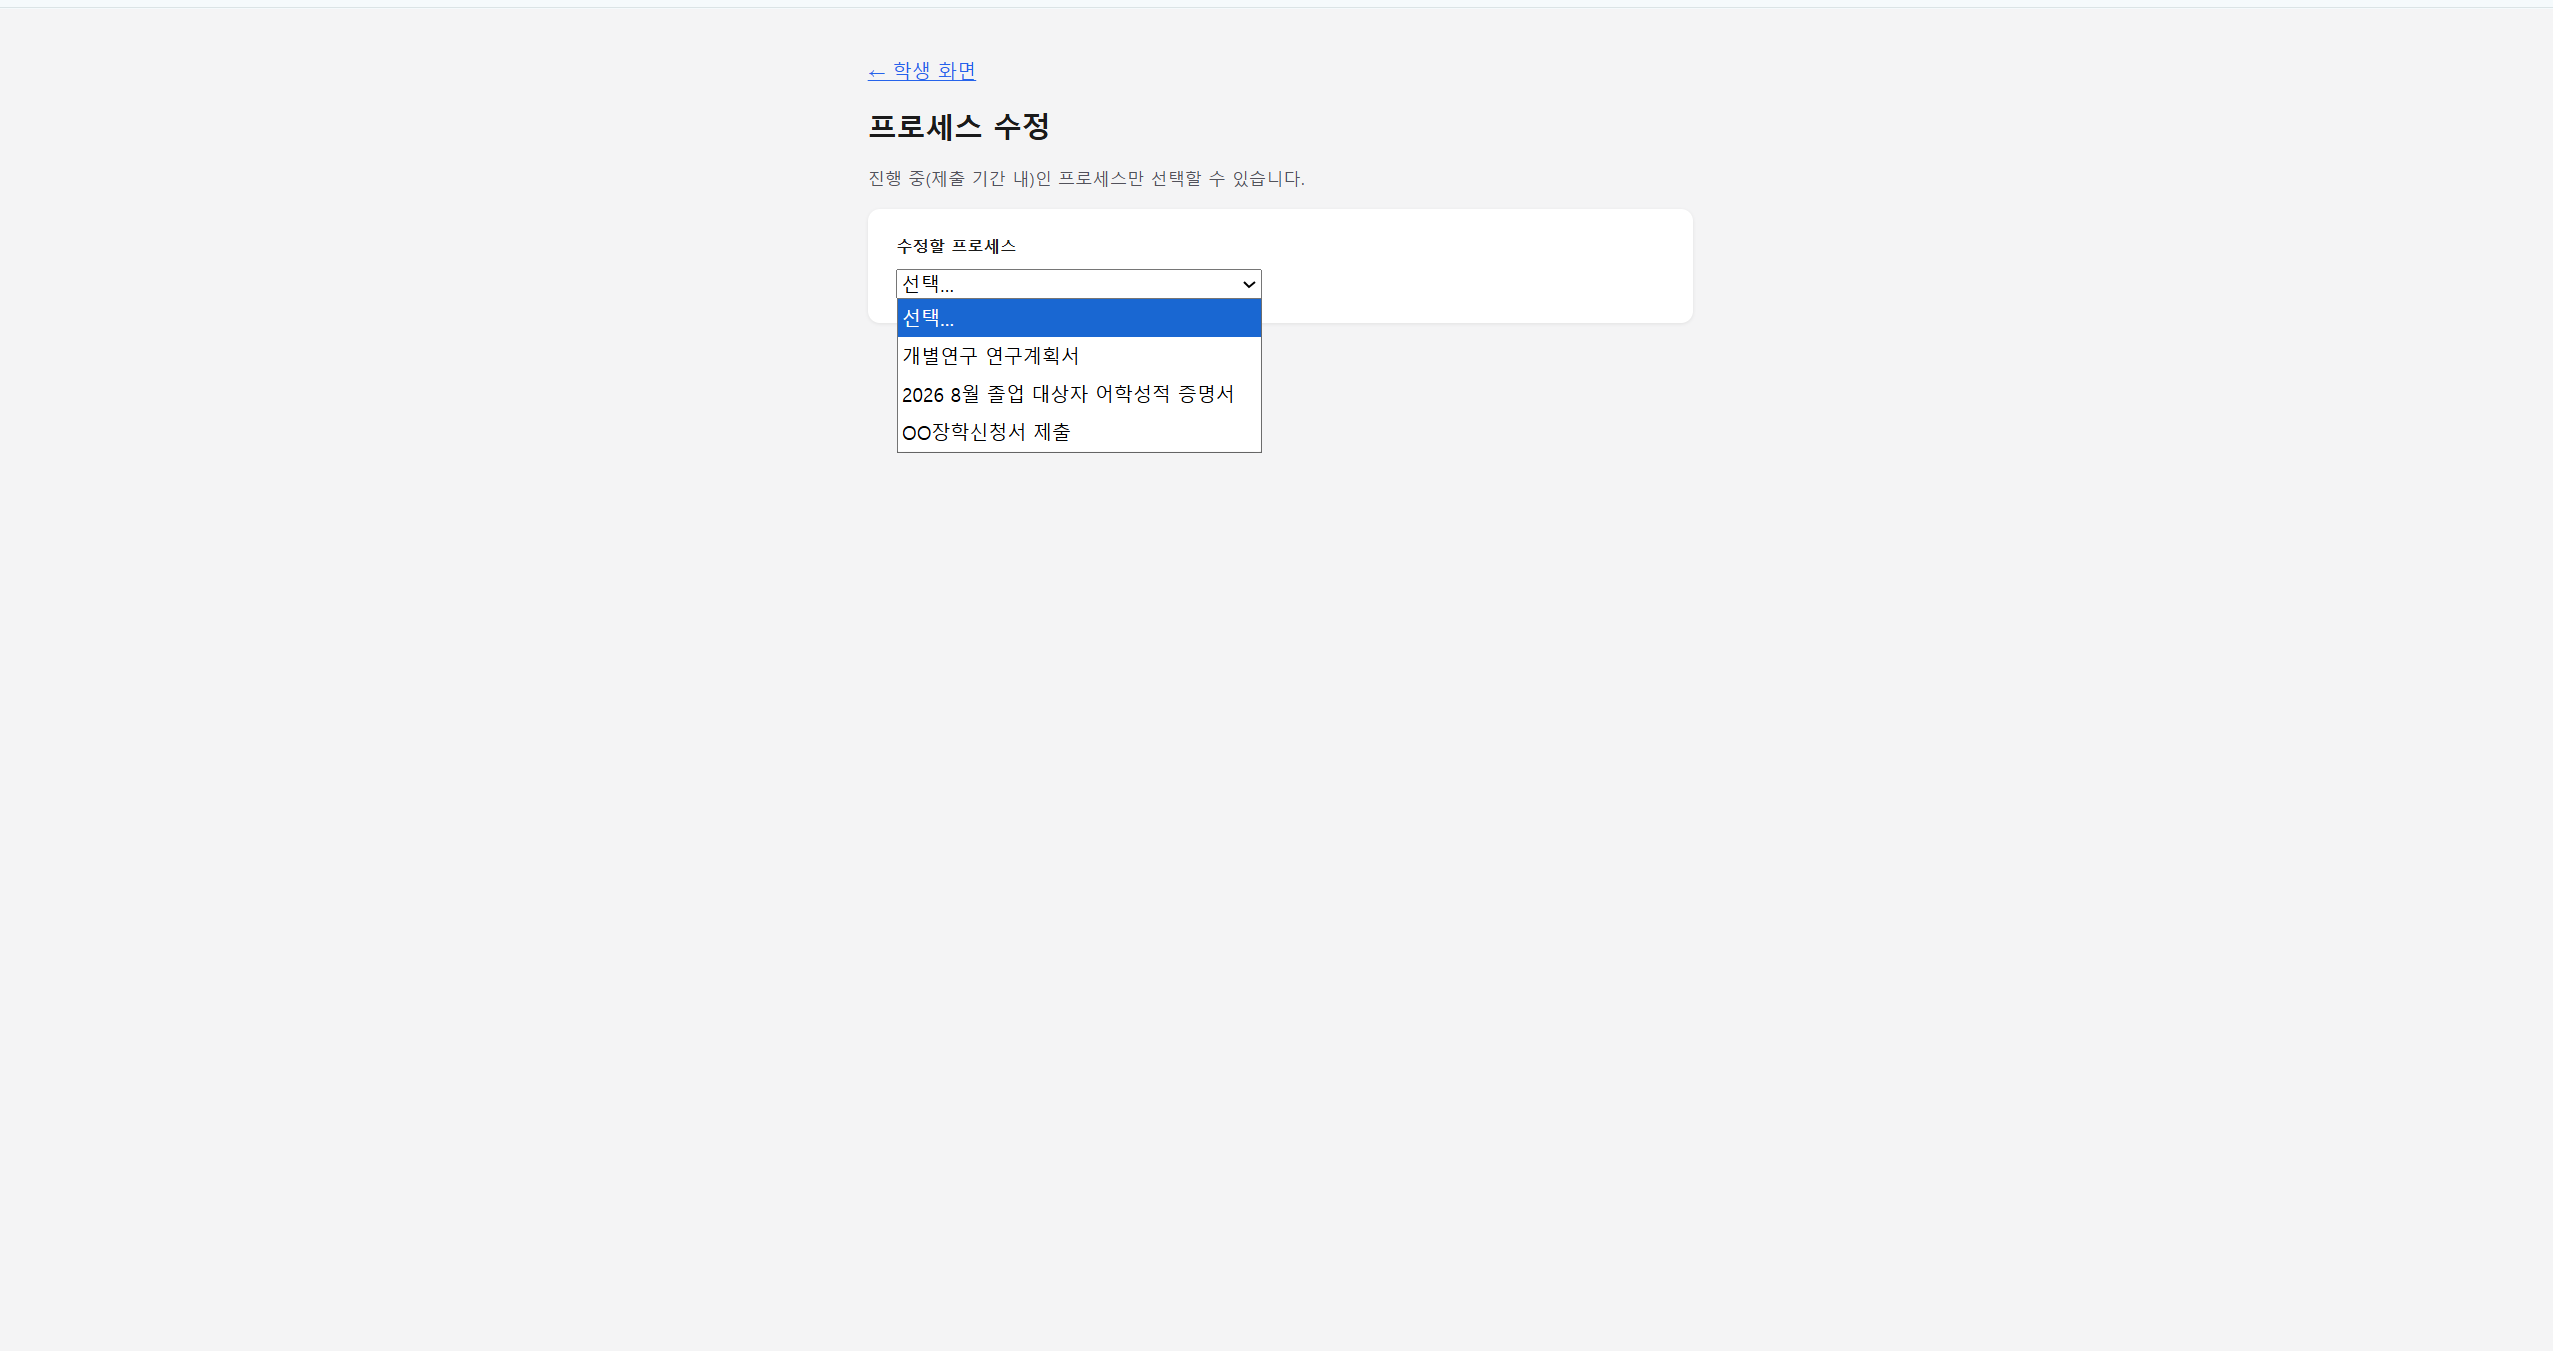 ← 학생 화면
프로세스 수정
진행 중(제출 기간 내)인 프로세스만 선택할 수 있습니다.
수정할 프로세스
선택...
선택...
개별연구 연구계획서
2026 8월 졸업 대상자 어학성적 증명서
OO장학신청서 제출